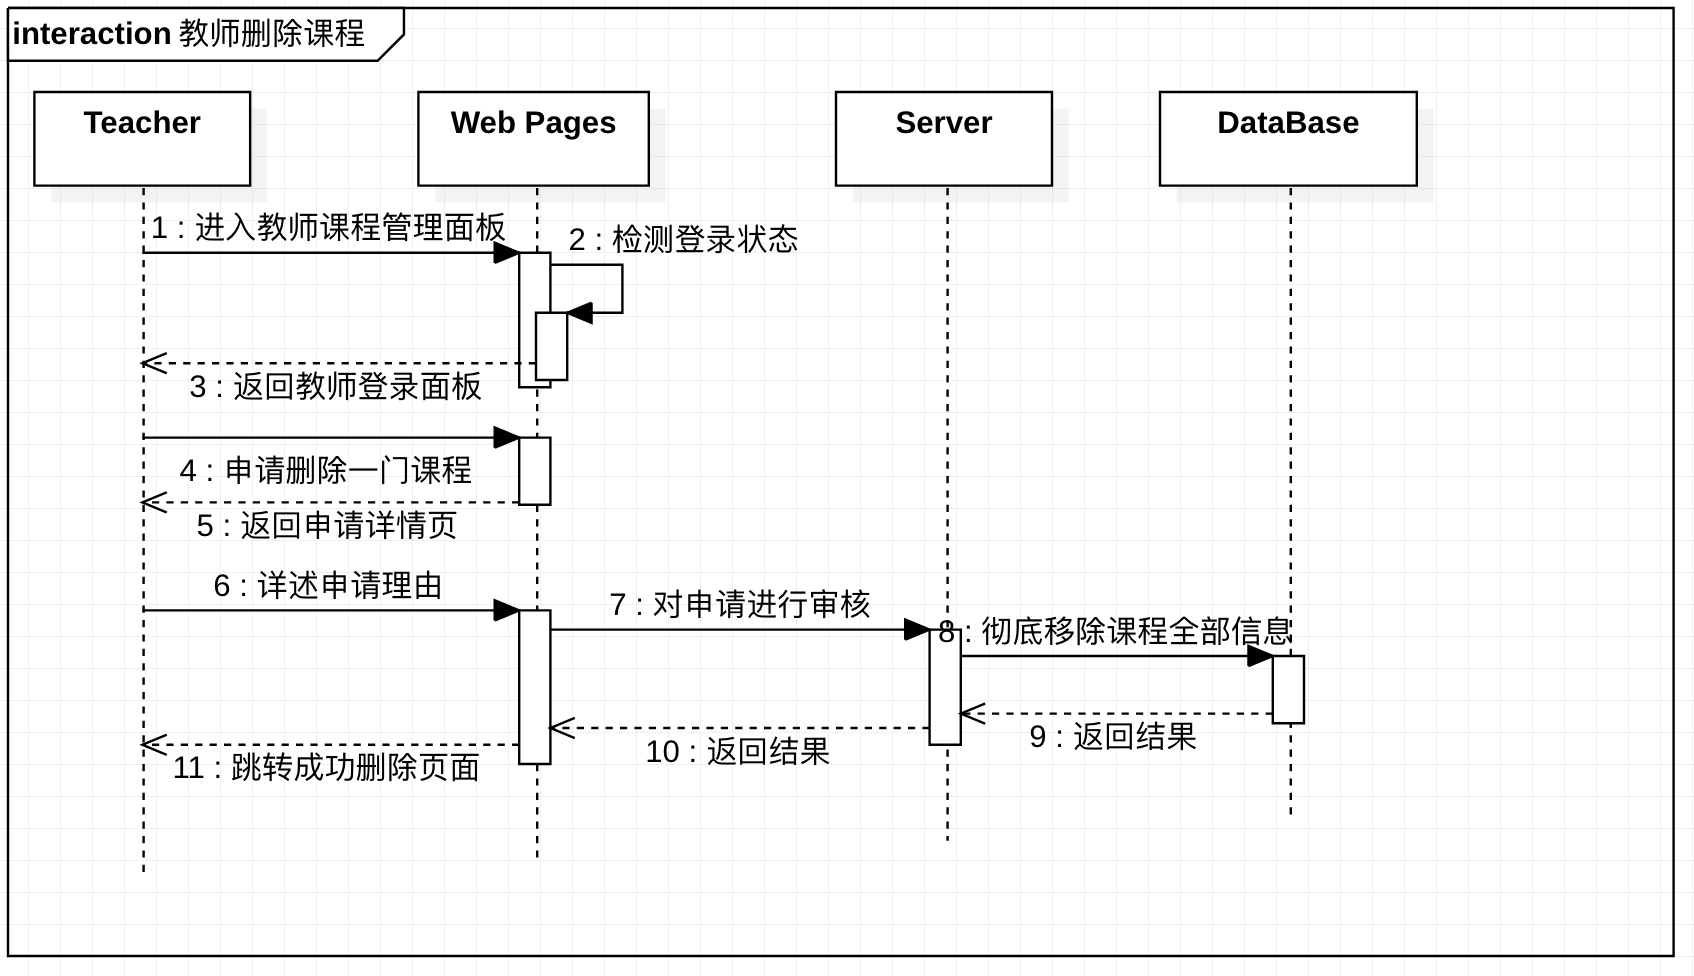 interaction 教师删除课程
Teacher
Web Pages
Server
DataBase
1 : 进入教师课程管理面板
2 : 检测登录状态
3 : 返回教师登录面板
4 : 申请删除一门课程
5 : 返回申请详情页
6 : 详述申请理由
7 : 对申请进行审核
8 : 彻底移除课程全部信息
9 : 返回结果
10 : 返回结果
11 : 跳转成功删除页面